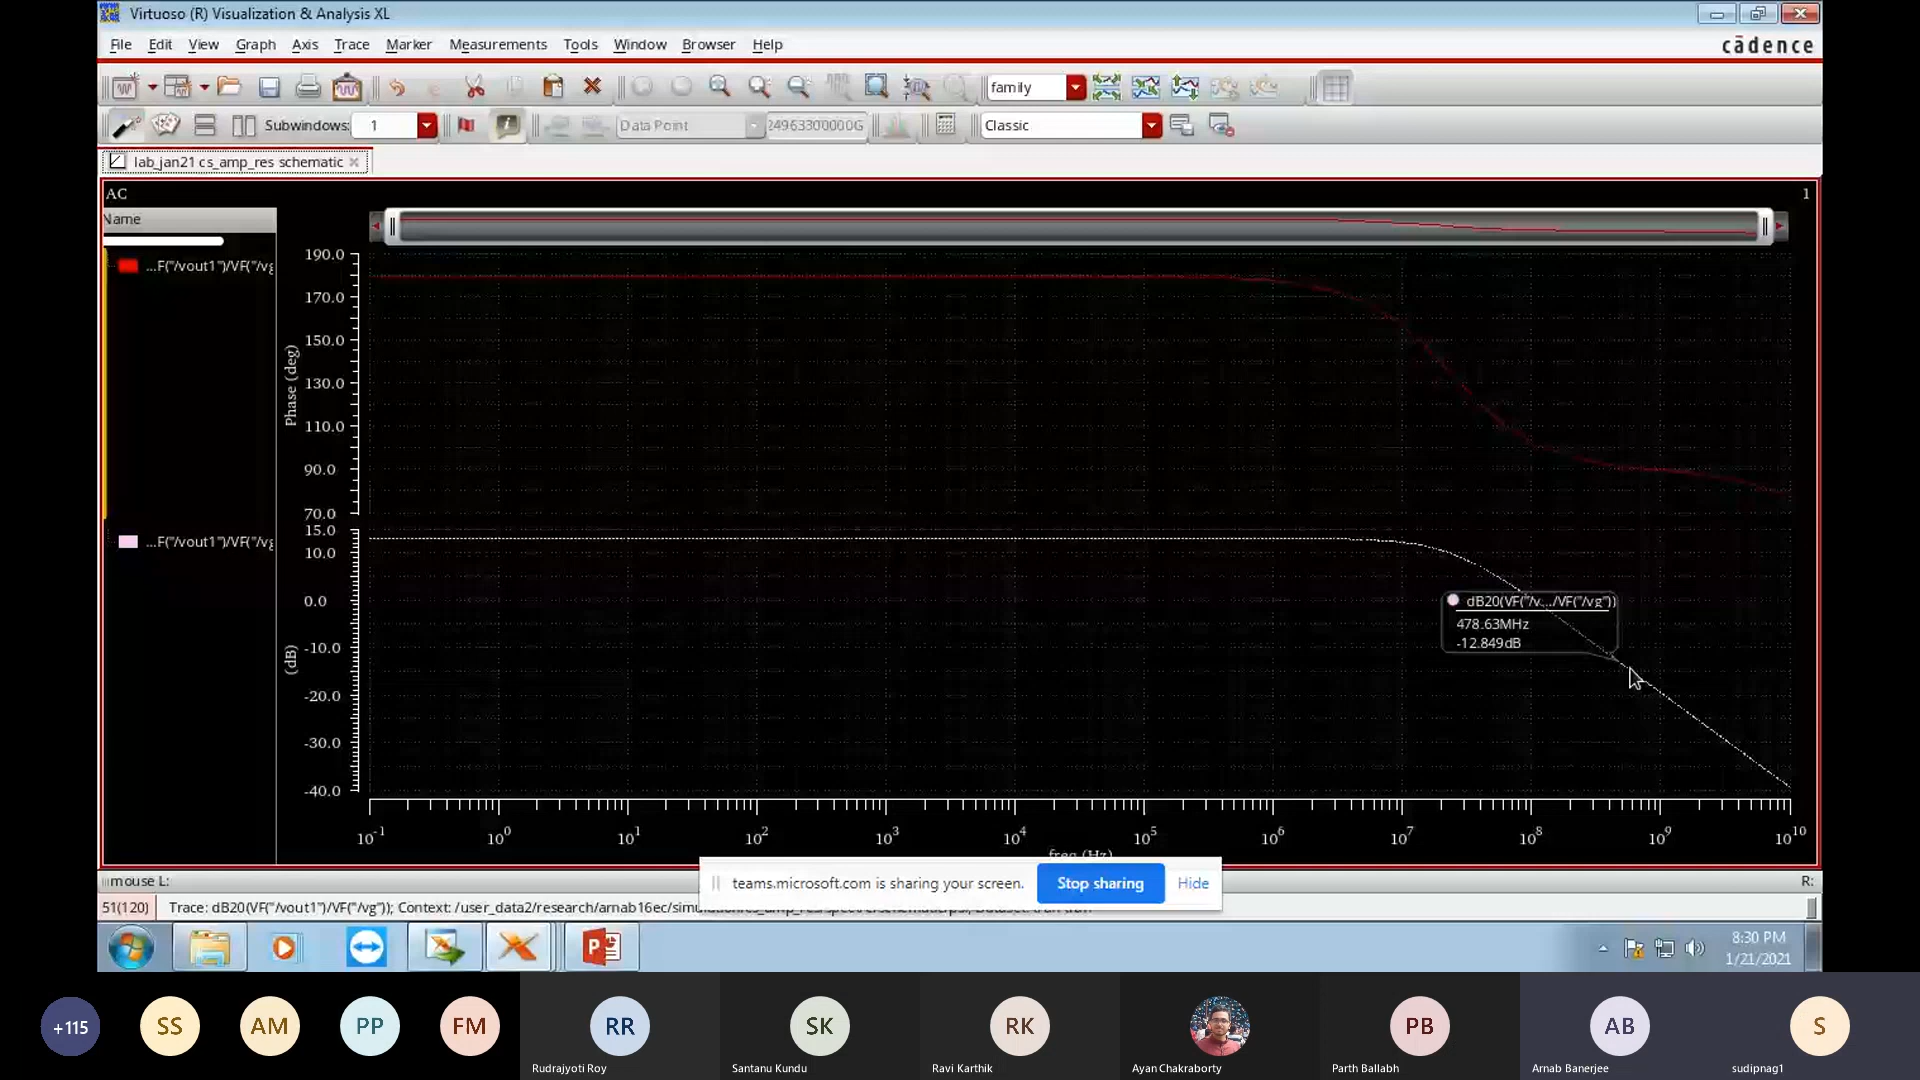 Virtuoso (R) Visualization & Analysis XL
File Edit View Graph Axis Trace Marker Measurements Tools Window Browser Help
cādence
family
Subwindows: 1 Data Point 24963300000G Classic
lab_jan21 cs_amp_res schematic
AC 1
Name
...F("/vout1")/VF("/vg
190.0
170.0
150.0
130.0
110.0
90.0
70.0
Phase (deg)
...F("/vout1")/VF("/vg
15.0
10.0
0.0
-10.0
-20.0
-30.0
-40.0
(dB)
dB20(VF("/v.../VF("/vg"))
478.63MHz
-12.849dB
10-1 100 101 102 103 104 105 106 107 108 109 1010
freq (Hz)
teams.microsoft.com is sharing your screen. Stop sharing Hide
mouse L: R:
51(120) Trace: dB20(VF("/vout1")/VF("/vg")); Context: /user_data2/research/arnab16ec/
8:30 PM
1/21/2021
+115 SS AM PP FM RR SK RK PB AB S
Rudrajyoti Roy Santanu Kundu Ravi Karthik Ayan Chakraborty Parth Ballabh Arnab Banerjee sudipnag1